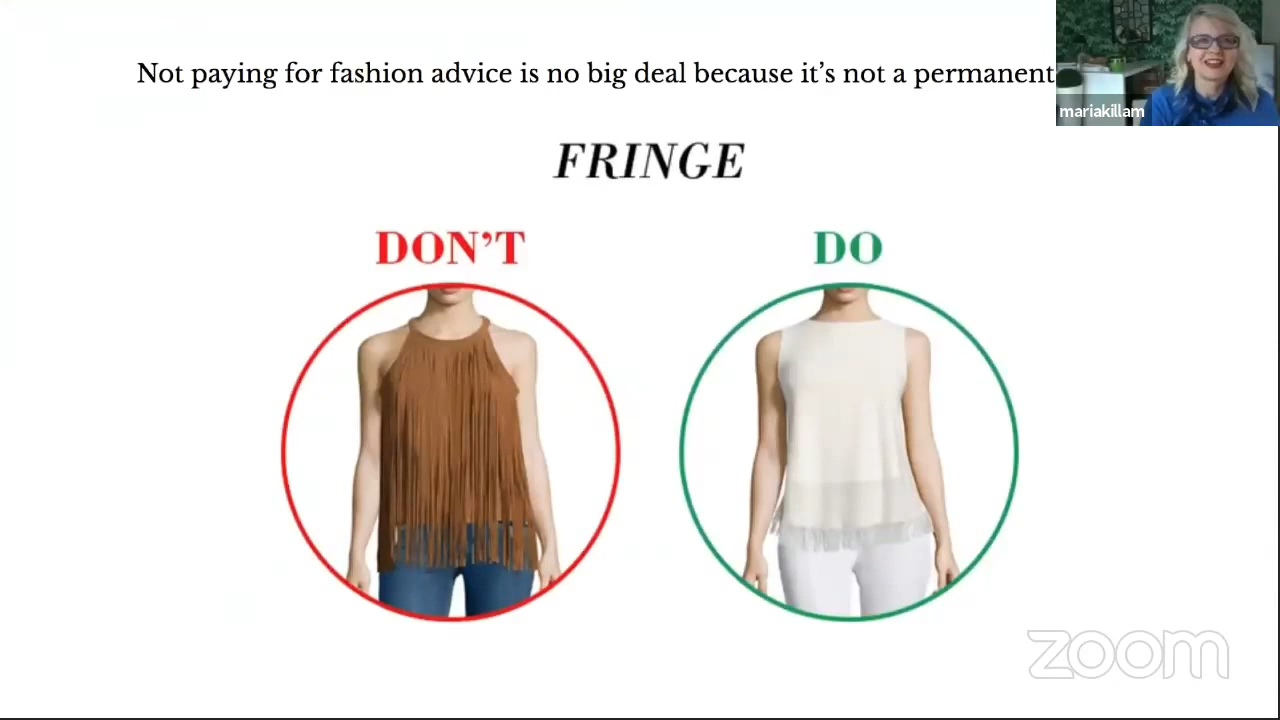 Not paying for fashion advice is no big deal because it’s not a permanent
mariakillam
FRINGE
DON’T
DO
zoom